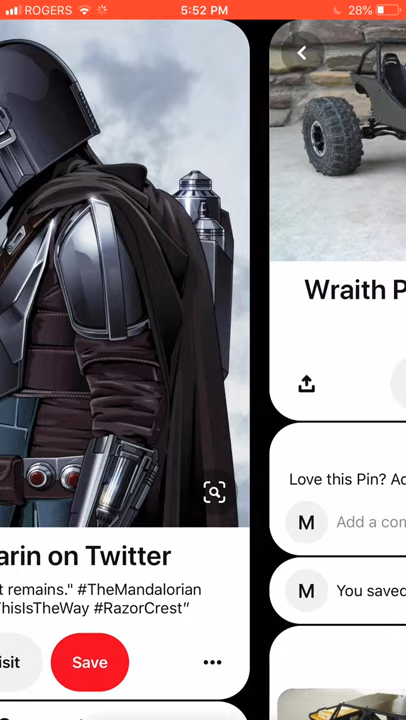 ROGERS 5:52 PM 28%
arin on Twitter
t remains." #TheMandalorian
hisIsTheWay #RazorCrest"
isit
Save
Wraith P
Love this Pin? Ad
M Add a com
M You saved